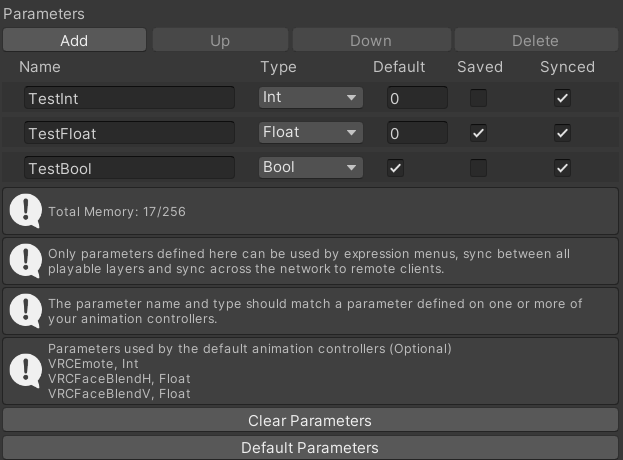 Parameters
Add Up Down Delete
Name Type Default Saved Synced
TestInt Int 0
TestFloat Float 0
TestBool Bool
Total Memory: 17/256
Only parameters defined here can be used by expression menus, sync between all
playable layers and sync across the network to remote clients.
The parameter name and type should match a parameter defined on one or more of
your animation controllers.
Parameters used by the default animation controllers (Optional)
VRCEmote, Int
VRCFaceBlendH, Float
VRCFaceBlendV, Float
Clear Parameters
Default Parameters